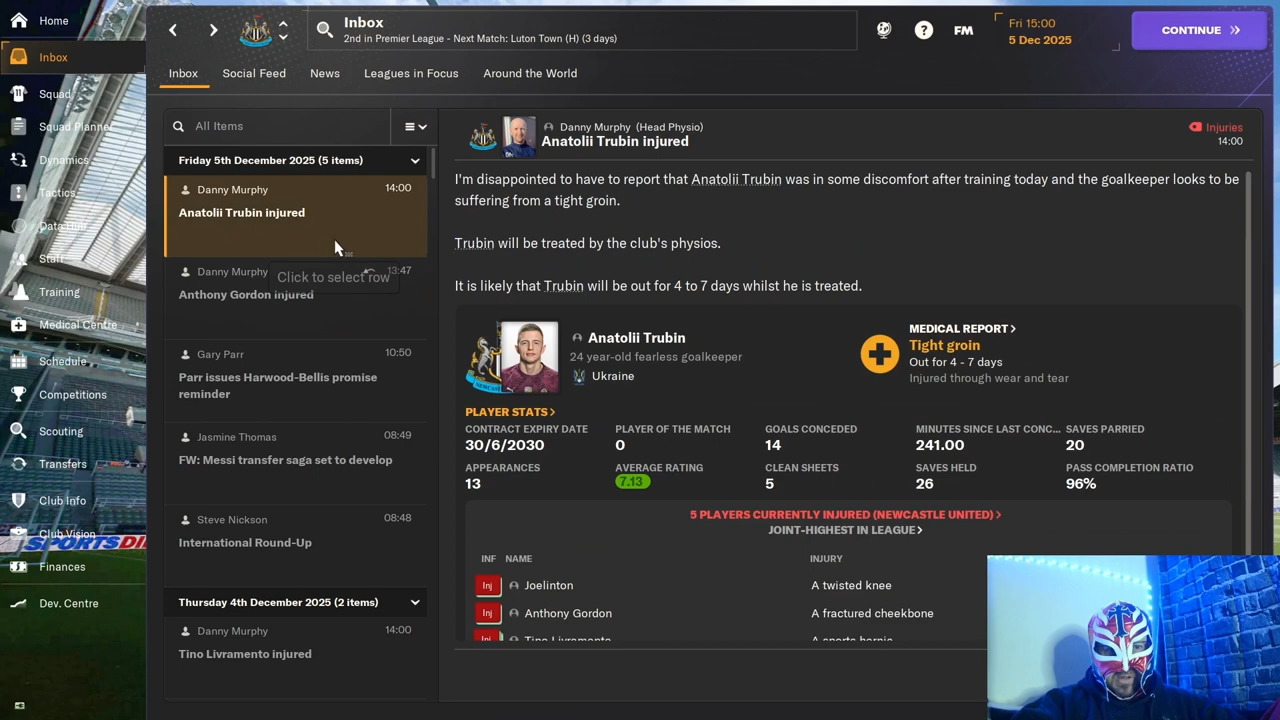 Home
Inbox
Squad
Squad Planner
Dynamics
Tactics
Data Hub
Staff
Training
Medical Centre
Schedule
Competitions
Scouting
Transfers
Club Info
Club Vision
Finances
Dev. Centre
SPORTS DI
Inbox
2nd in Premier League - Next Match: Luton Town (H) (3 days)
FM
Fri 15:00
5 Dec 2025
CONTINUE
Inbox
Social Feed
News
Leagues in Focus
Around the World
All Items
Friday 5th December 2025 (5 items)
Danny Murphy 14:00
Anatolii Trubin injured
Danny Murphy 13:47
Click to select row
Anthony Gordon injured
Gary Parr 10:50
Parr issues Harwood-Bellis promise
reminder
Jasmine Thomas 08:49
FW: Messi transfer saga set to develop
Steve Nickson 08:48
International Round-Up
Thursday 4th December 2025 (2 items)
Danny Murphy 14:00
Tino Livramento injured
Danny Murphy (Head Physio)
Anatolii Trubin injured
Injuries
14:00
I'm disappointed to have to report that Anatolii Trubin was in some discomfort after training today and the goalkeeper looks to be
suffering from a tight groin.
Trubin will be treated by the club's physios.
It is likely that Trubin will be out for 4 to 7 days whilst he is treated.
Anatolii Trubin
24 year-old fearless goalkeeper
Ukraine
MEDICAL REPORT >
Tight groin
Out for 4 - 7 days
Injured through wear and tear
PLAYER STATS >
CONTRACT EXPIRY DATE PLAYER OF THE MATCH GOALS CONCEDED MINUTES SINCE LAST CONC... SAVES PARRIED
30/6/2030 0 14 241.00 20
APPEARANCES AVERAGE RATING CLEAN SHEETS SAVES HELD PASS COMPLETION RATIO
13 7.13 5 26 96%
5 PLAYERS CURRENTLY INJURED (NEWCASTLE UNITED) >
JOINT-HIGHEST IN LEAGUE >
INF NAME INJURY
Inj Joelinton A twisted knee
Inj Anthony Gordon A fractured cheekbone
Inj Tino Livramento A sports hernia